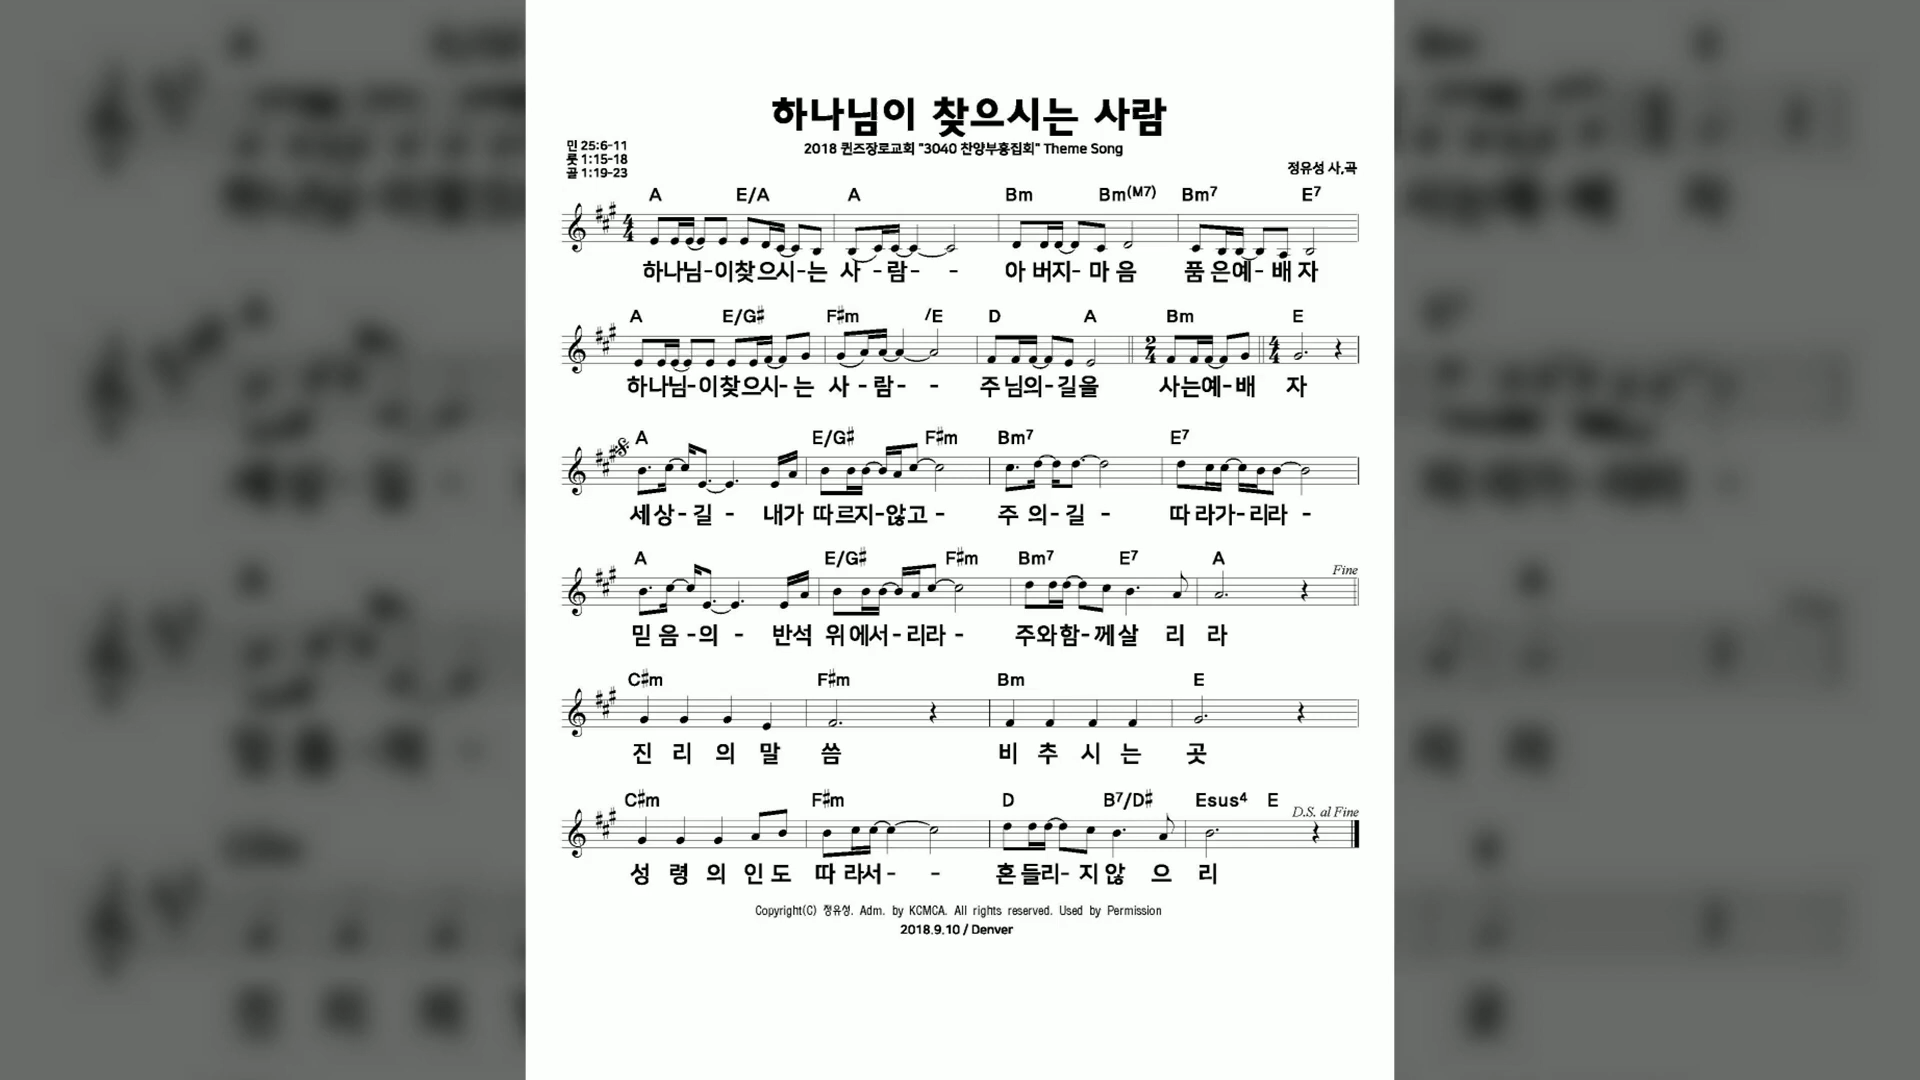 하나님이 찾으시는 사람
2018 퀸즈장로교회 "3040 찬양부흥집회" Theme Song
민 25:6-11
룻 1:15-18
골 1:19-23
정유성 사,곡
A E/A A Bm Bm(M7) Bm7 E7
4/4
하나님-이찾으시-는 사-람- - 아 버지-마 음 품 은예-배 자
A E/G♯ F♯m /E D A Bm E
2/4 4/4
하나님-이찾으시-는 사-람- - 주 님의-길을 사는예-배 자
A E/G♯ F♯m Bm7 E7
세상-길 - 내가 따르지-않고 - 주 의-길 - 따 라가-리라 -
A E/G♯ F♯m Bm7 E7 A Fine
믿 음 -의 - 반석 위에서-리라 - 주와함-께살 리 라
C♯m F♯m Bm E
진 리 의 말 씀 비 추 시 는 곳
C♯m F♯m D B7/D♯ Esus4 E D.S. al Fine
성 령 의 인 도 따 라서- - 흔 들리- 지않 으 리
Copyright(C) 정유성. Adm. by KCMCA. All rights reserved. Used by Permission
2018.9.10 / Denver